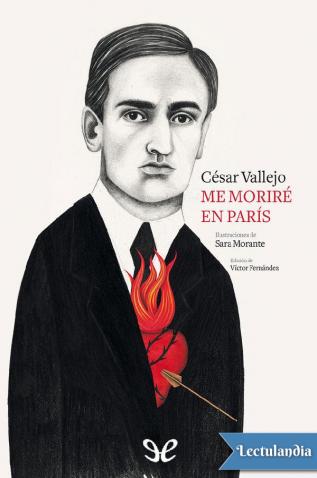 César Vallejo
ME MORIRÉ
EN PARÍS
Ilustraciones de
Sara Morante
Edición de
Víctor Fernández
Lectulandia